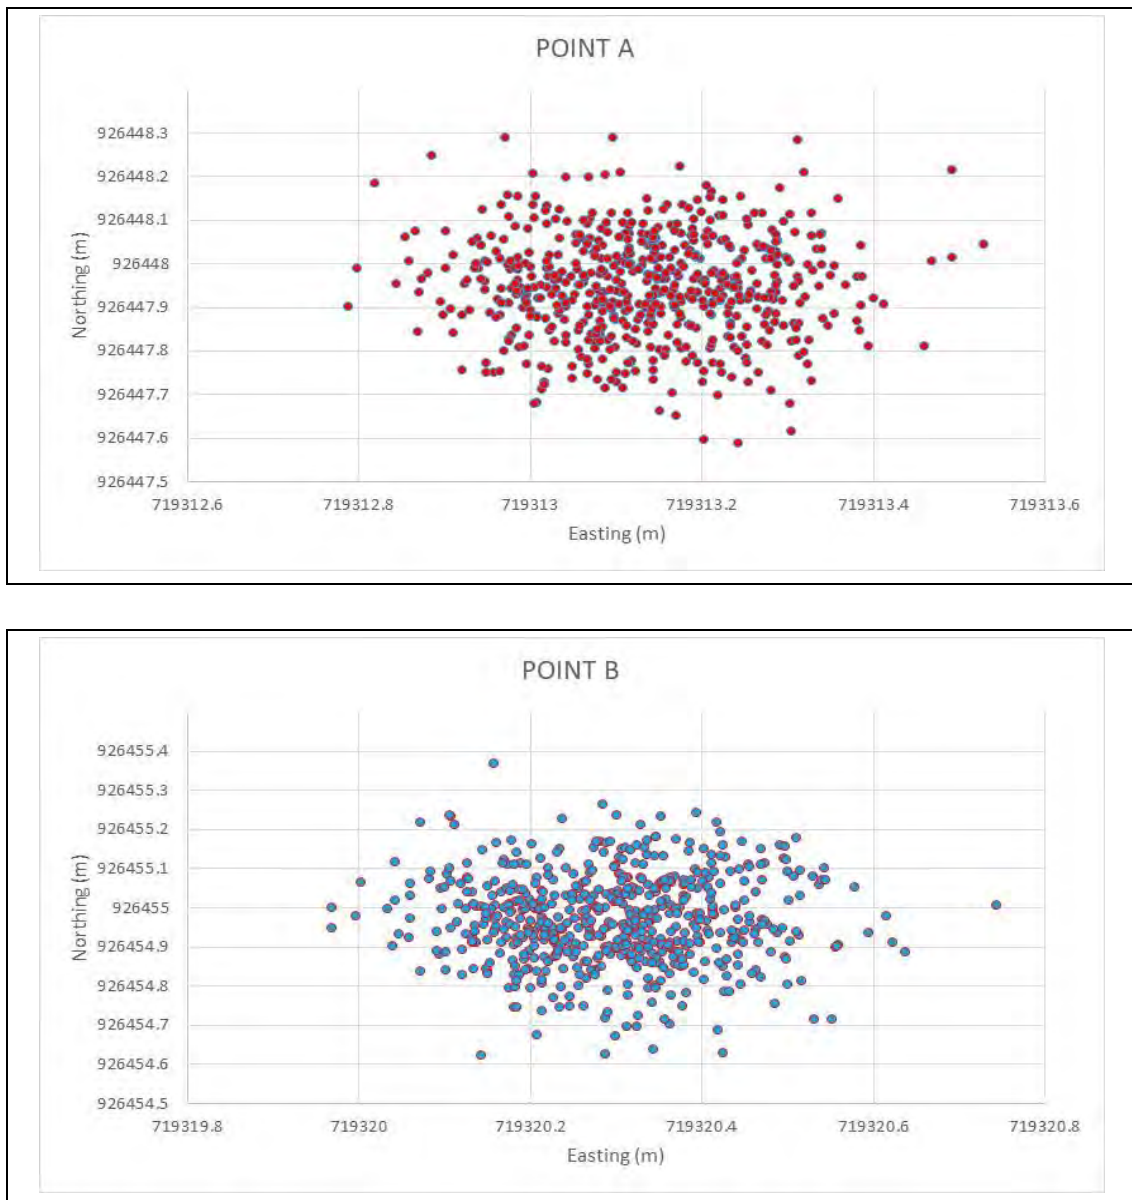 POINT A
926448.3
926448.2
926448.1
926448
926447.9
926447.8
926447.7
926447.6
926447.5
Northing (m)
719312.6 719312.8 719313 719313.2 719313.4 719313.6
Easting (m)
POINT B
926455.4
926455.3
926455.2
926455.1
926455
926454.9
926454.8
926454.7
926454.6
926454.5
Northing (m)
719319.8 719320 719320.2 719320.4 719320.6 719320.8
Easting (m)